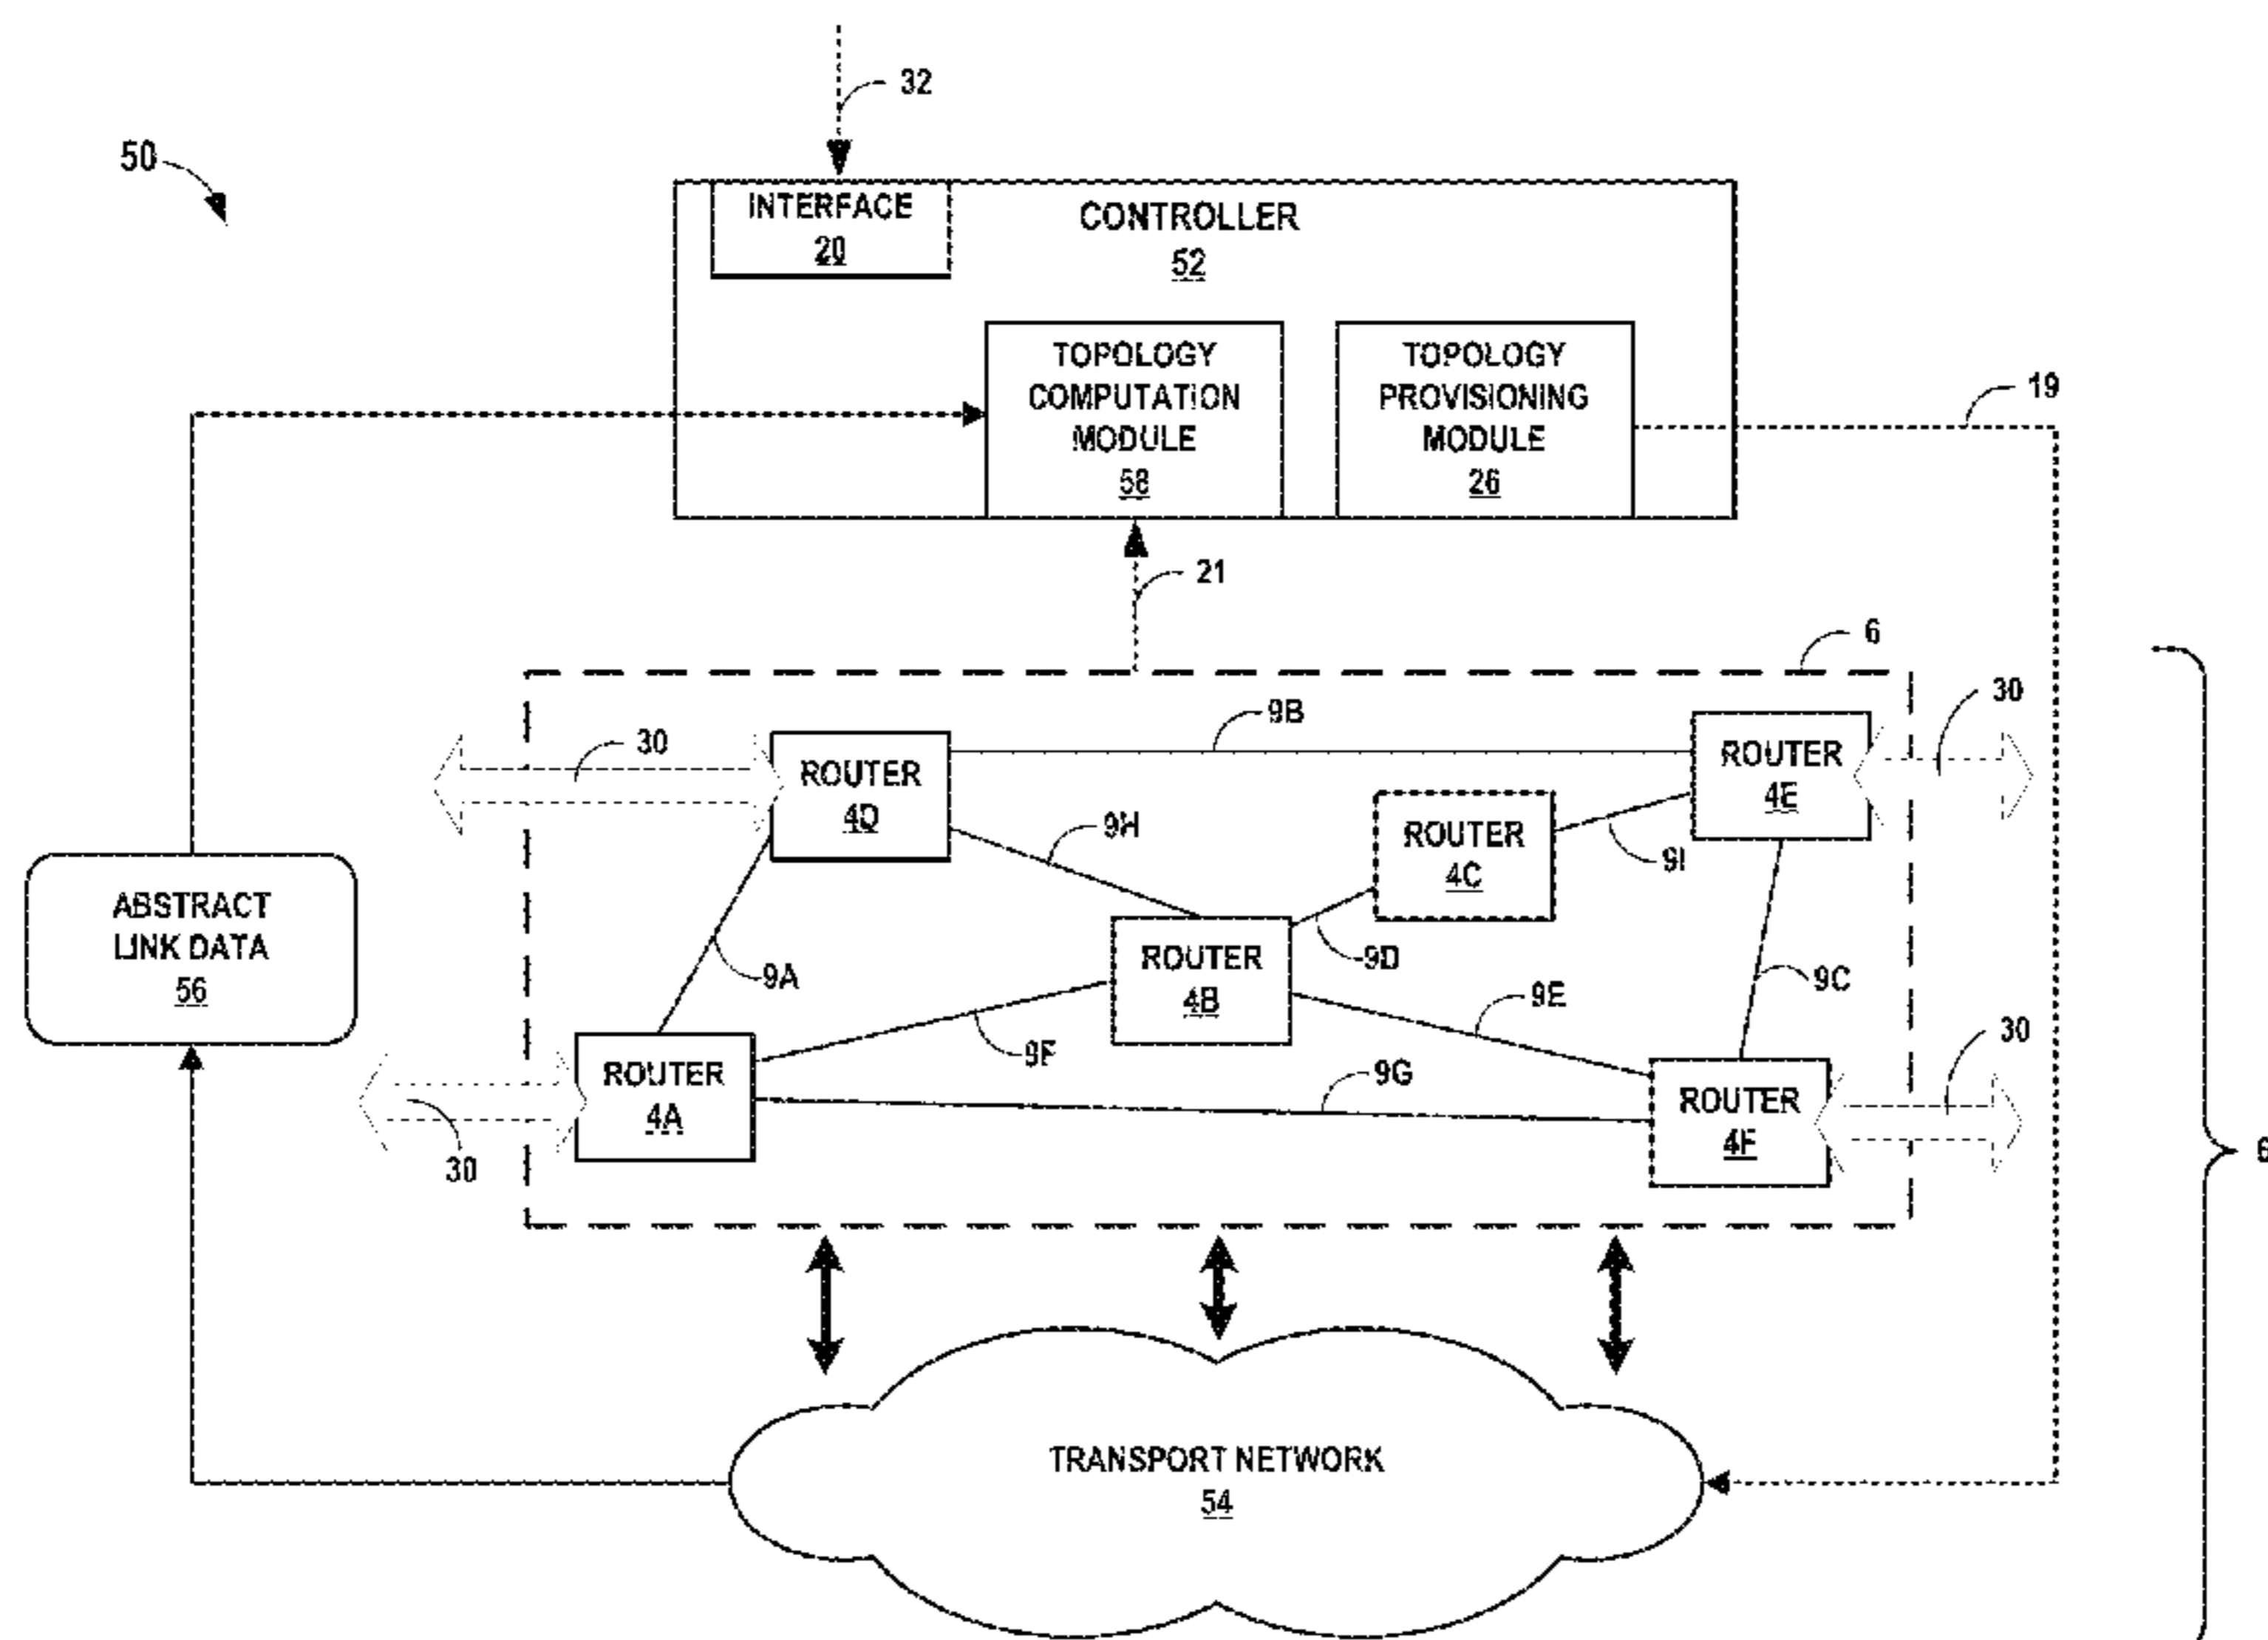 32
50
INTERFACE
20
CONTROLLER
52
TOPOLOGY
COMPUTATION
MODULE
58
TOPOLOGY
PROVISIONING
MODULE
26
19
21
6
30
ROUTER
4D
9B
ROUTER
4E
30
9H
ROUTER
4C
9I
ABSTRACT
LINK DATA
56
9A
ROUTER
4B
9D
9E
9C
9F
ROUTER
4A
30
9G
ROUTER
4F
30
TRANSPORT NETWORK
54